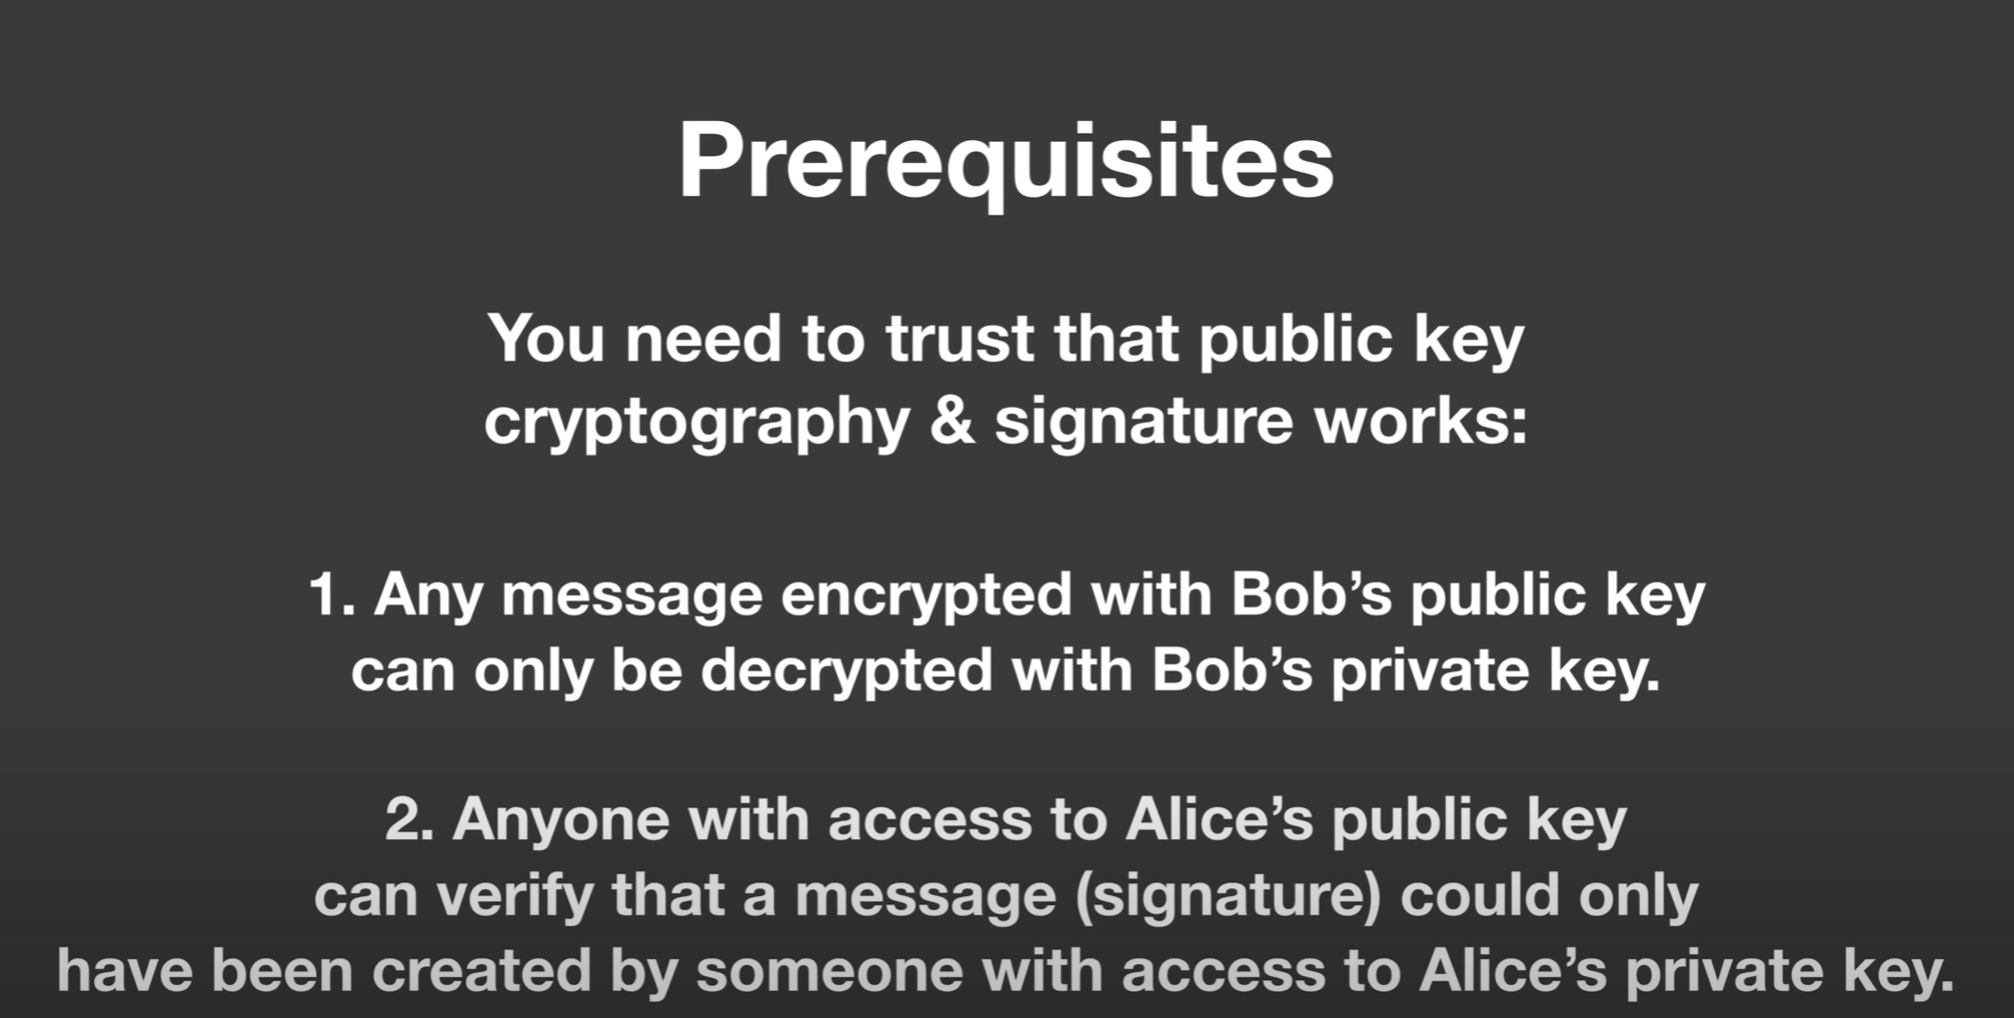 Prerequisites
You need to trust that public key
cryptography & signature works:
1. Any message encrypted with Bob’s public key
can only be decrypted with Bob’s private key.
2. Anyone with access to Alice’s public key
can verify that a message (signature) could only
have been created by someone with access to Alice’s private key.